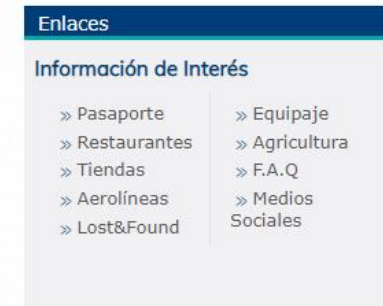 Enlaces
Información de Interés
» Pasaporte
» Restaurantes
» Tiendas
» Aerolíneas
» Lost&Found
» Equipaje
» Agricultura
» F.A.Q
» Medios
Sociales